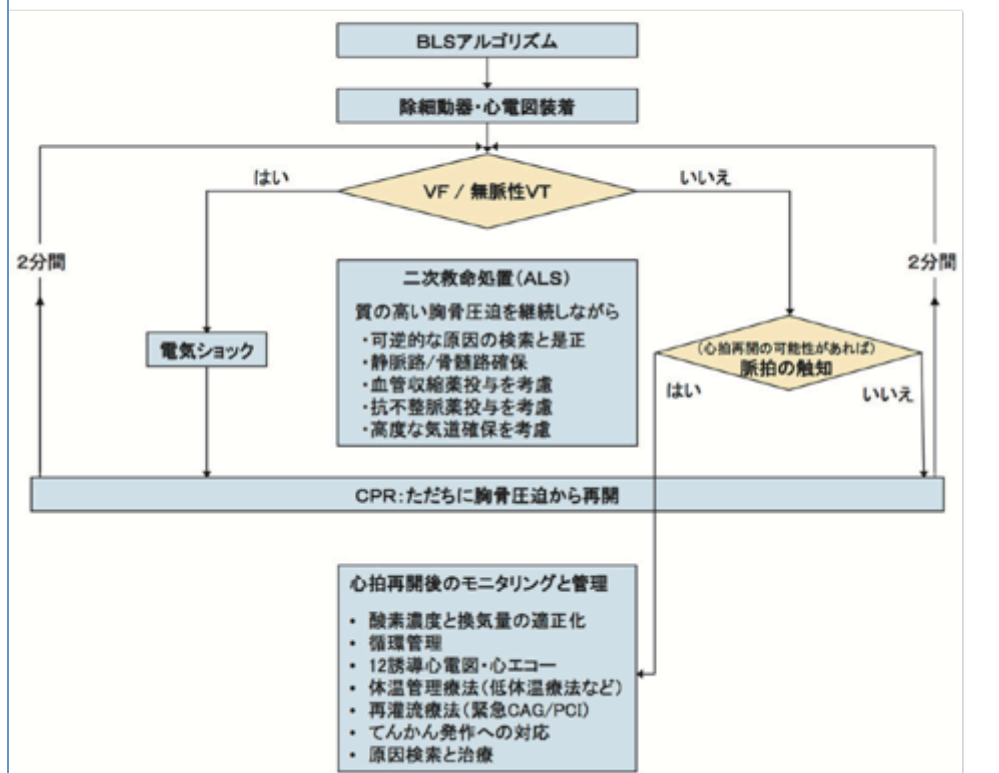 BLSアルゴリズム
除細動器・心電図装着
はい
VF / 無脈性VT
いいえ
2分間
2分間
二次救命処置(ALS)
質の高い胸骨圧迫を継続しながら
・可逆的な原因の検索と是正
・静脈路/骨髄路確保
・血管収縮薬投与を考慮
・抗不整脈薬投与を考慮
・高度な気道確保を考慮
電気ショック
(心拍再開の可能性があれば)
脈拍の触知
はい
いいえ
CPR:ただちに胸骨圧迫から再開
心拍再開後のモニタリングと管理
• 酸素濃度と換気量の適正化
• 循環管理
• 12誘導心電図・心エコー
• 体温管理療法(低体温療法など)
• 再灌流療法(緊急CAG/PCI)
• てんかん発作への対応
• 原因検索と治療